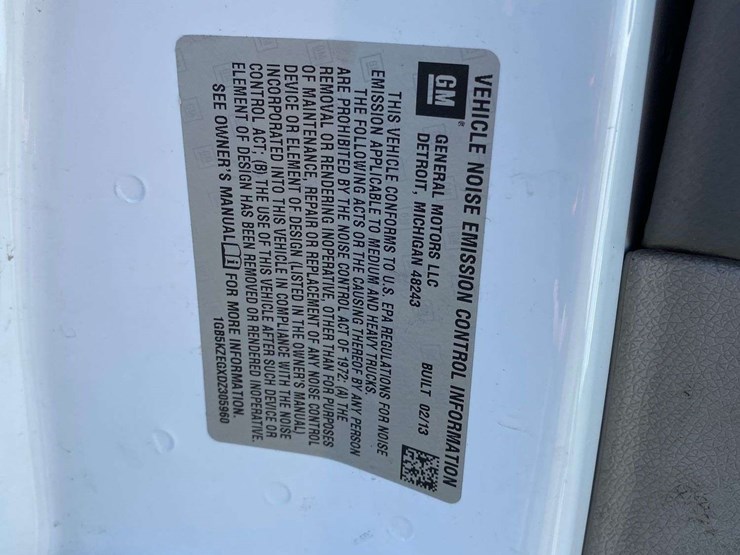 VEHICLE NOISE EMISSION CONTROL INFORMATION
GM®
GENERAL MOTORS LLC
DETROIT, MICHIGAN 48243
BUILT 02/13
THIS VEHICLE CONFORMS TO U.S. EPA REGULATIONS FOR NOISE
EMISSION APPLICABLE TO MEDIUM AND HEAVY TRUCKS.
THE FOLLOWING ACTS OR THE CAUSING THEREOF BY ANY PERSON
ARE PROHIBITED BY THE NOISE CONTROL ACT OF 1972: (A) THE
REMOVAL OR RENDERING INOPERATIVE, OTHER THAN FOR PURPOSES
OF MAINTENANCE, REPAIR OR REPLACEMENT OF ANY NOISE CONTROL
DEVICE OR ELEMENT OF DESIGN (LISTED IN THE OWNER'S MANUAL)
INCORPORATED INTO THIS VEHICLE IN COMPLIANCE WITH THE NOISE
CONTROL ACT; (B) THE USE OF THIS VEHICLE AFTER SUCH DEVICE OR
ELEMENT OF DESIGN HAS BEEN REMOVED OR RENDERED INOPERATIVE.
SEE OWNER'S MANUAL FOR MORE INFORMATION.
1GB5KZEGXDZ305960